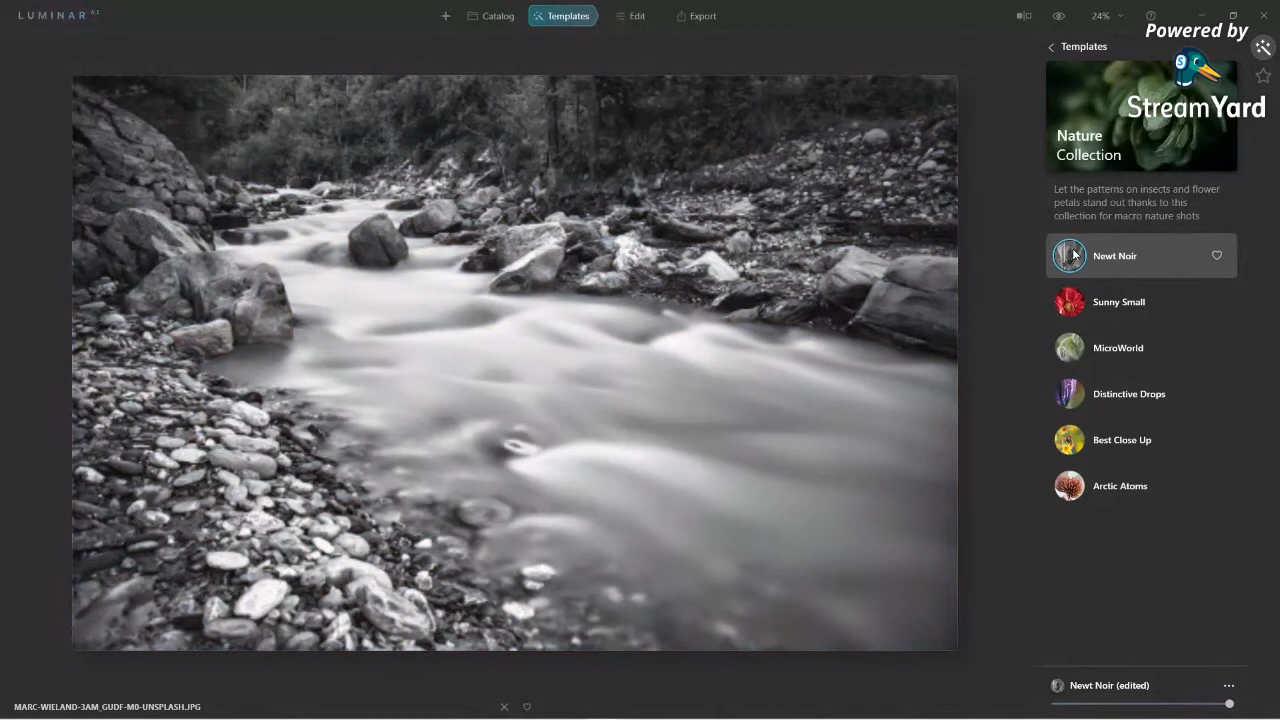 LUMINAR AI
Catalog
Templates
Edit
Export
24%
Powered by
StreamYard
Templates
Nature
Collection
Let the patterns on insects and flower
petals stand out thanks to this
collection for macro nature shots
Newt Noir
Sunny Small
MicroWorld
Distinctive Drops
Best Close Up
Arctic Atoms
Newt Noir (edited)
MARC-WIELAND-3AM_GUDF-M0-UNSPLASH.JPG